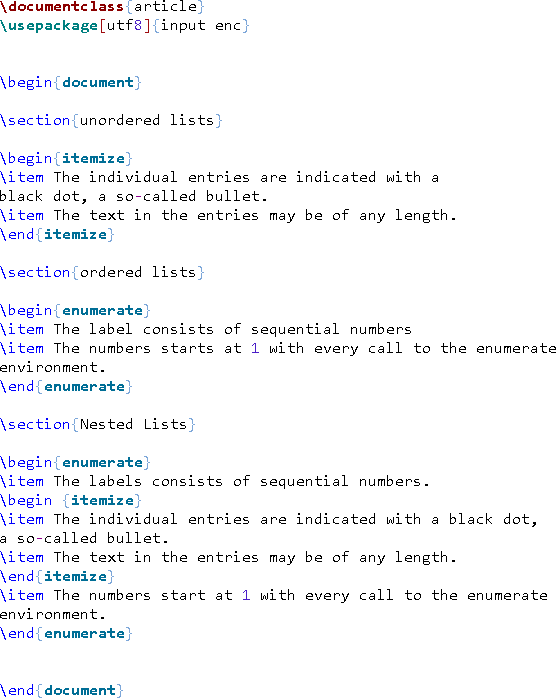 \documentclass{article}
\usepackage[utf8]{input enc}
\begin{document}
\section{unordered lists}
\begin{itemize}
\item The individual entries are indicated with a
black dot, a so-called bullet.
\item The text in the entries may be of any length.
\end{itemize}
\section{ordered lists}
\begin{enumerate}
\item The label consists of sequential numbers
\item The numbers starts at 1 with every call to the enumerate
environment.
\end{enumerate}
\section{Nested Lists}
\begin{enumerate}
\item The labels consists of sequential numbers.
\begin {itemize}
\item The individual entries are indicated with a black dot,
a so-called bullet.
\item The text in the entries may be of any length.
\end{itemize}
\item The numbers start at 1 with every call to the enumerate
environment.
\end{enumerate}
\end{document}